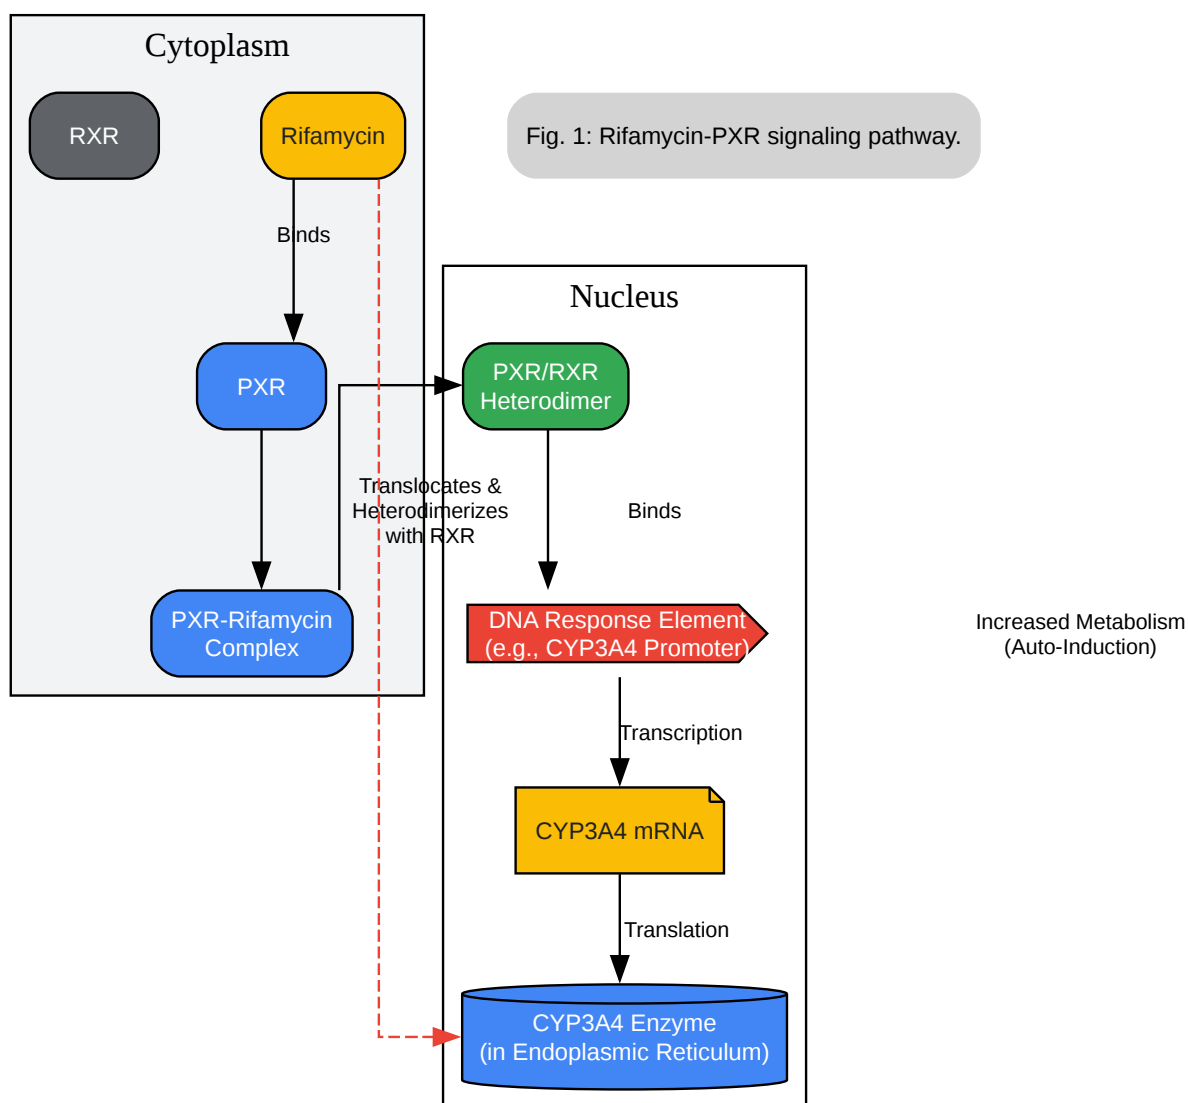 Cytoplasm
RXR
Rifamycin
Fig. 1: Rifamycin-PXR signaling pathway.
Binds
Nucleus
PXR
PXR/RXR
Heterodimer
Translocates &
Heterodimerizes
with RXR
Binds
PXR-Rifamycin
Complex
DNA Response Element
(e.g., CYP3A4 Promoter)
Increased Metabolism
(Auto-Induction)
Transcription
CYP3A4 mRNA
Translation
CYP3A4 Enzyme
(in Endoplasmic Reticulum)